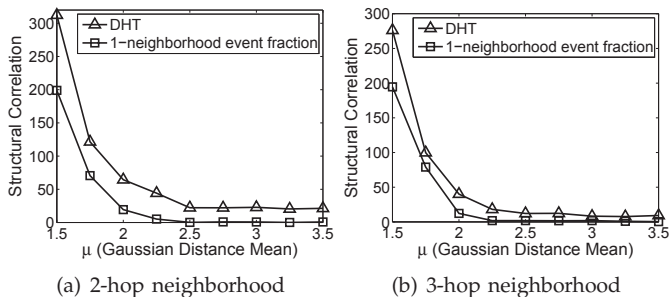 300
250
200
150
100
50
0
Structural Correlation
DHT
1−neighborhood event fraction
1.5 2 2.5 3 3.5
μ (Gaussian Distance Mean)
(a) 2-hop neighborhood
300
250
200
150
100
50
0
Structural Correlation
DHT
1−neighborhood event fraction
1.5 2 2.5 3 3.5
μ (Gaussian Distance Mean)
(b) 3-hop neighborhood